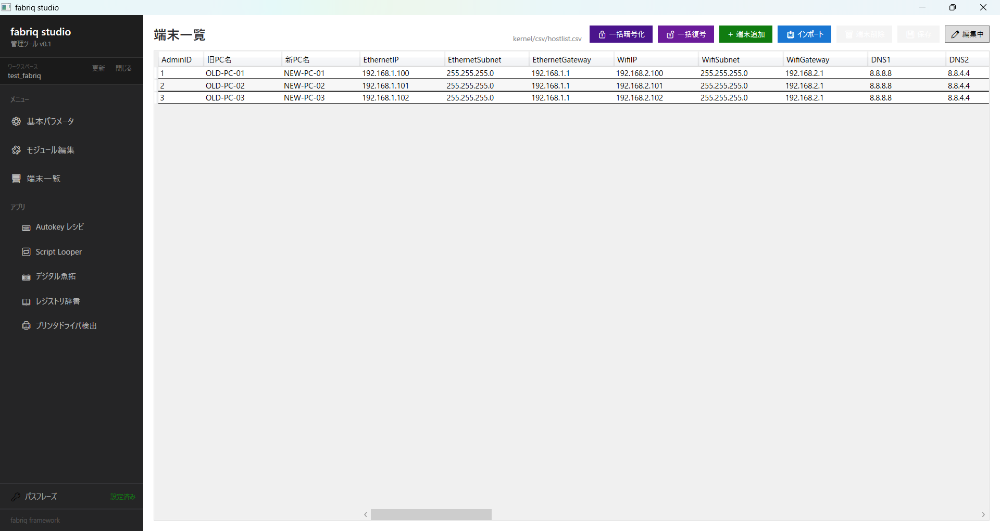 fabriq studio
fabriq studio
管理ツール v0.1
ワークスペース
test_fabriq
更新 閉じる
メニュー
基本パラメータ
モジュール編集
端末一覧
アプリ
Autokey レシピ
Script Looper
デジタル魚拓
レジストリ辞書
プリンタドライバ検出
パスフレーズ 設定済み
fabriq framework
端末一覧
kernel/csv/hostlist.csv
一括暗号化 一括復号 + 端末追加 インポート 端末削除 保存 編集中
AdminID 旧PC名 新PC名 EthernetIP EthernetSubnet EthernetGateway WifiIP WifiSubnet WifiGateway DNS1 DNS2
1 OLD-PC-01 NEW-PC-01 192.168.1.100 255.255.255.0 192.168.1.1 192.168.2.100 255.255.255.0 192.168.2.1 8.8.8.8 8.8.4.4
2 OLD-PC-02 NEW-PC-02 192.168.1.101 255.255.255.0 192.168.1.1 192.168.2.101 255.255.255.0 192.168.2.1 8.8.8.8 8.8.4.4
3 OLD-PC-03 NEW-PC-03 192.168.1.102 255.255.255.0 192.168.1.1 192.168.2.102 255.255.255.0 192.168.2.1 8.8.8.8 8.8.4.4